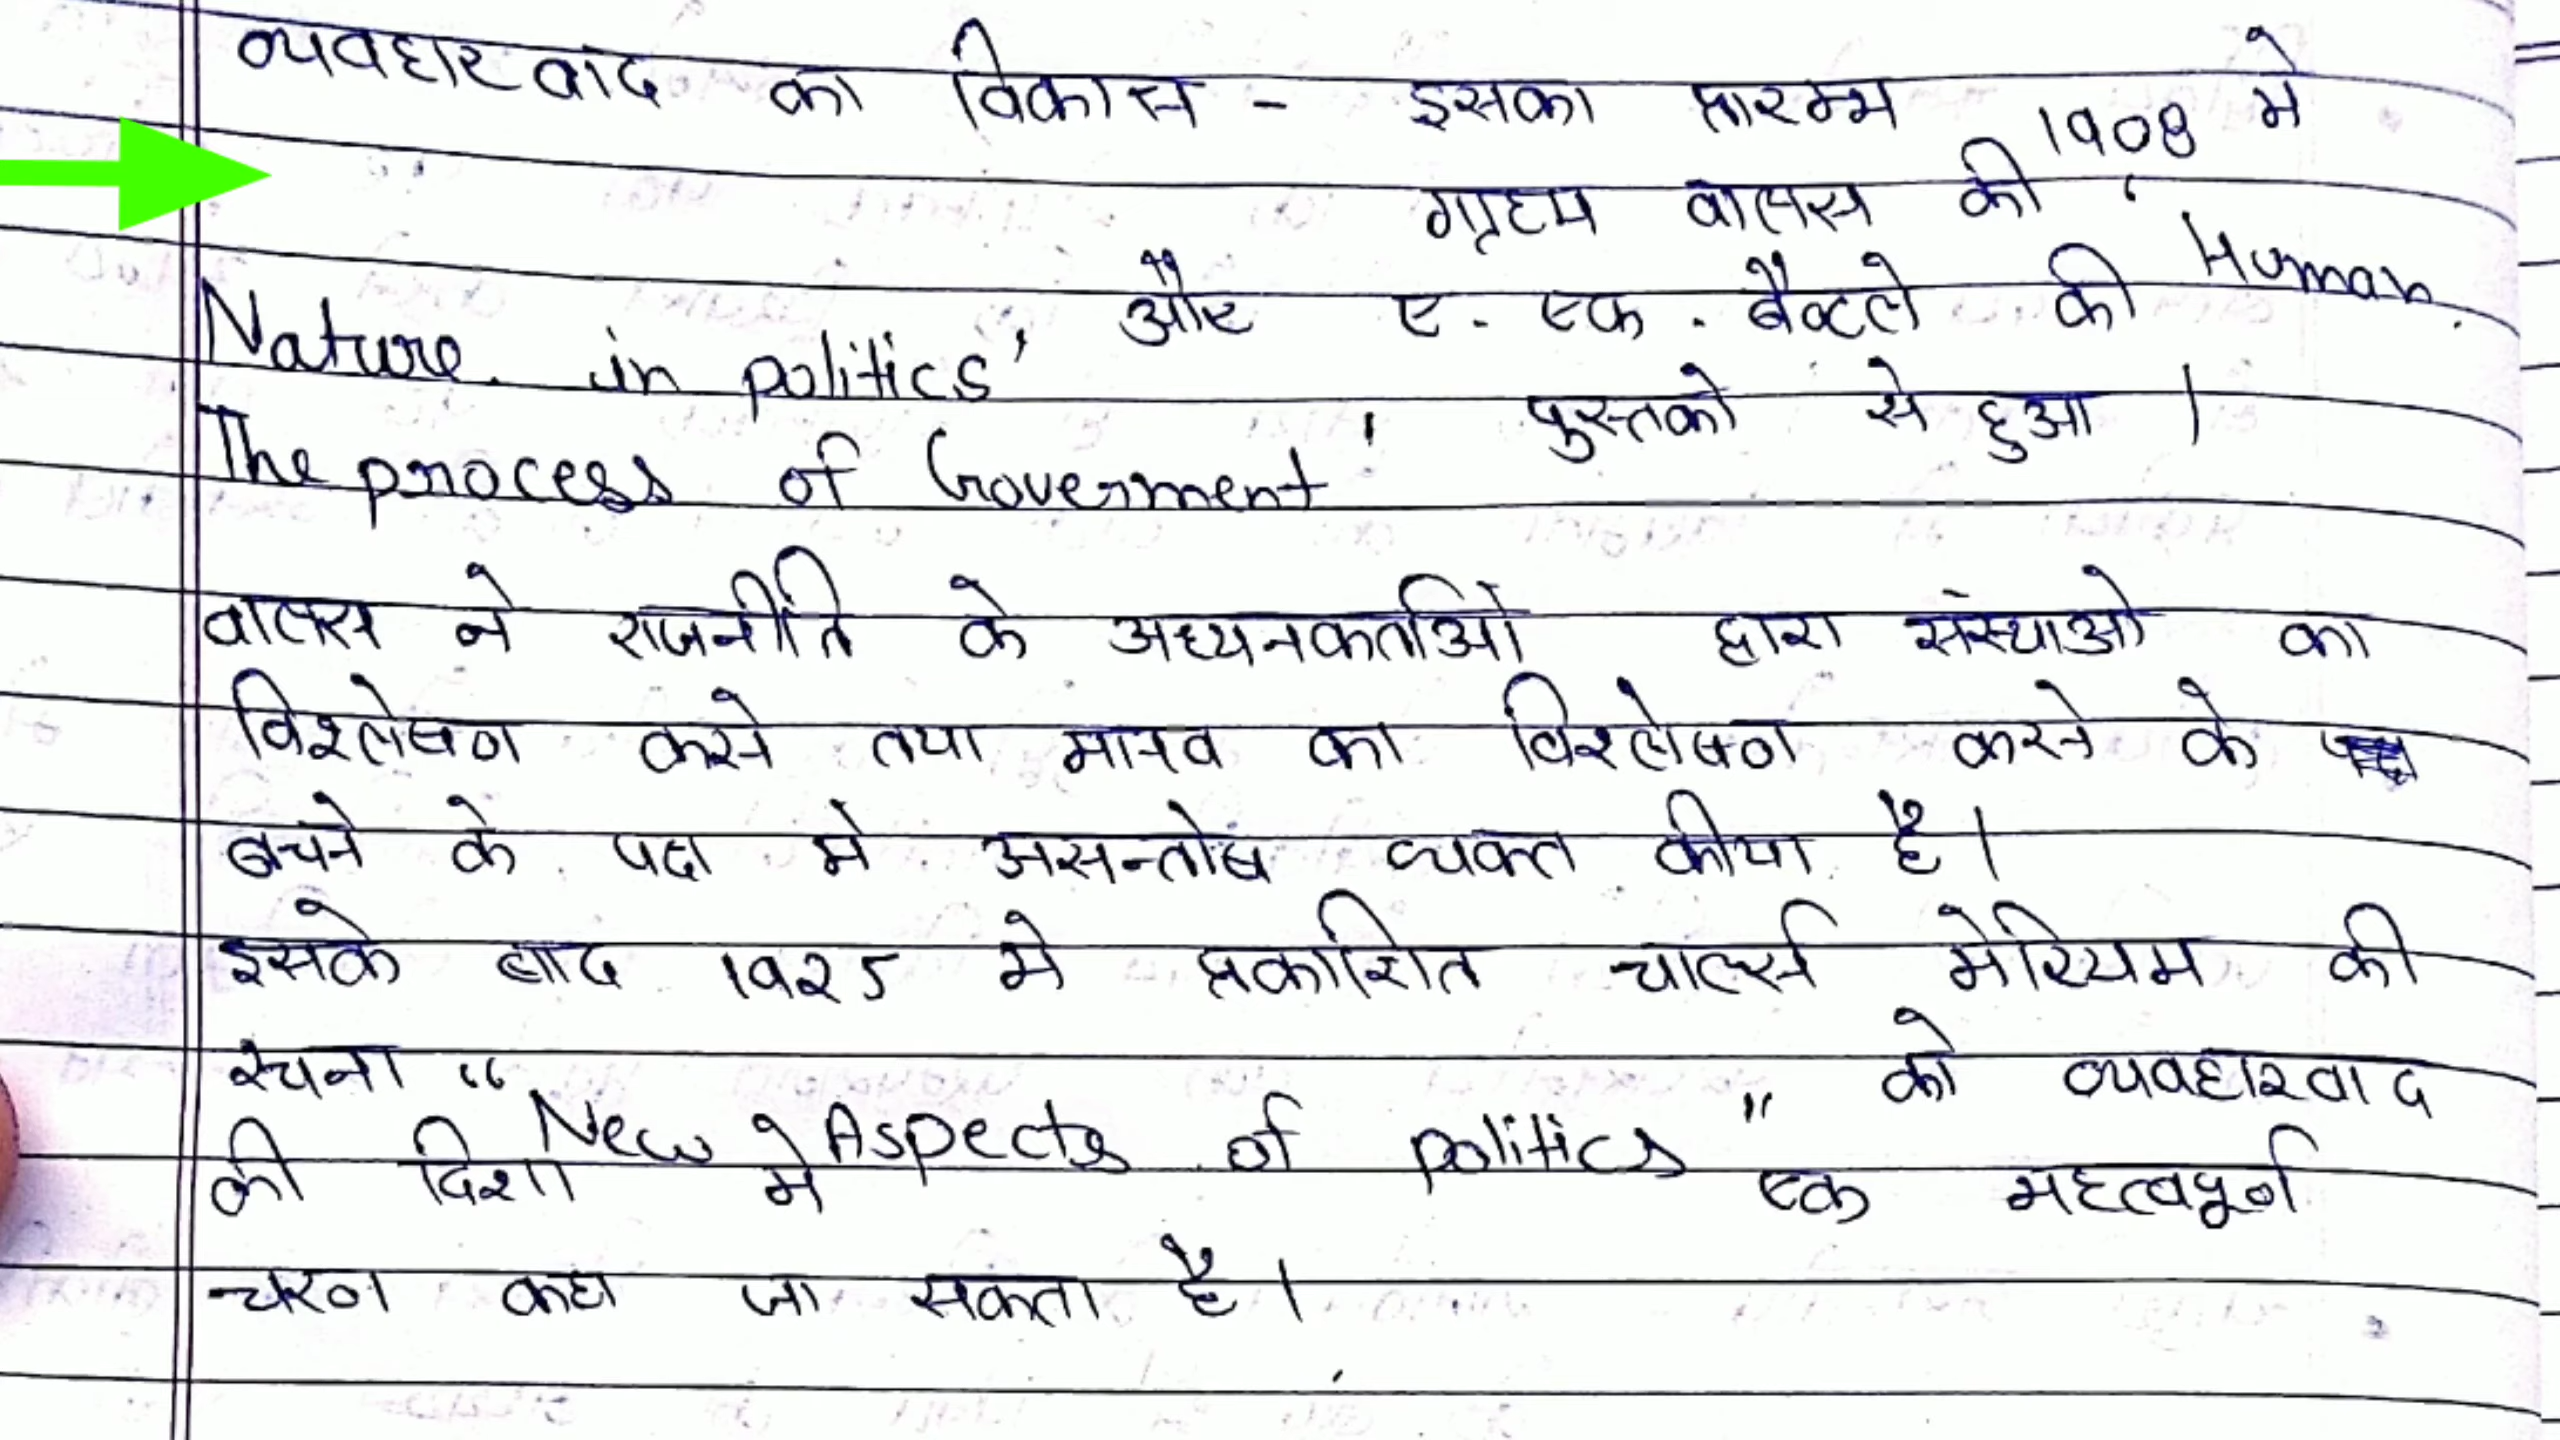 व्यवहारवाद का विकास - इसका प्रारम्भ 1908 मे
ग्राहम वालस की ' Human
Nature in politics' और ए. एफ. बैन्टले की
'The process of Government' पुस्तको से हुआ ।
वालस ने राजनीति के अध्यनकर्ताओं द्वारा संस्थाओ का
विश्लेषण करने तथा मानव का विश्लेषण करने के
बचने के पक्ष मे असन्तोष व्यक्त कीया है।
इसके बाद 1925 मे प्रकाशित चार्ल्स मेरियम की
रचना " New Aspects of politics " को व्यवहारवाद
की दिशा मे एक महत्वपूर्ण
चरण कहा जा सकता है।